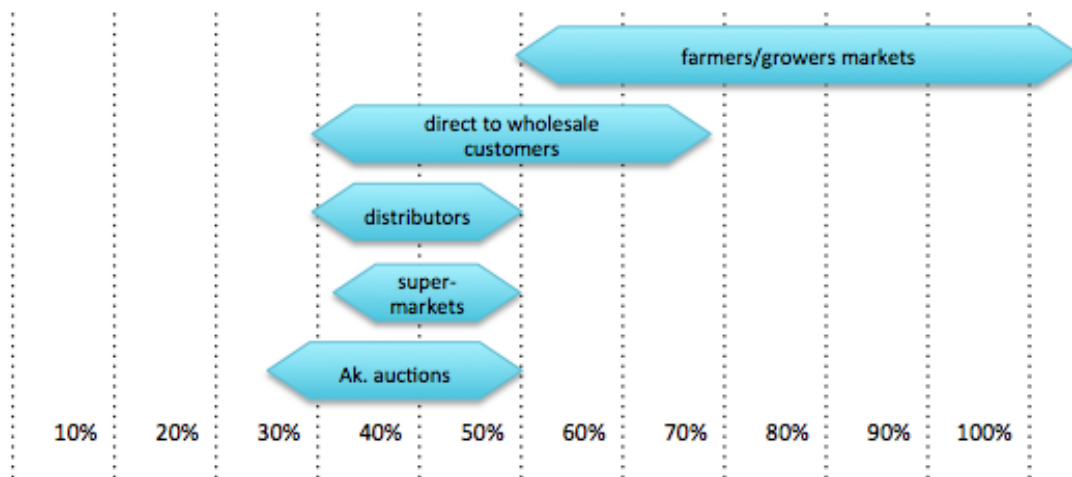 farmers/growers markets
direct to wholesale
customers
distributors
super-
markets
Ak. auctions
10% 20% 30% 40% 50% 60% 70% 80% 90% 100%